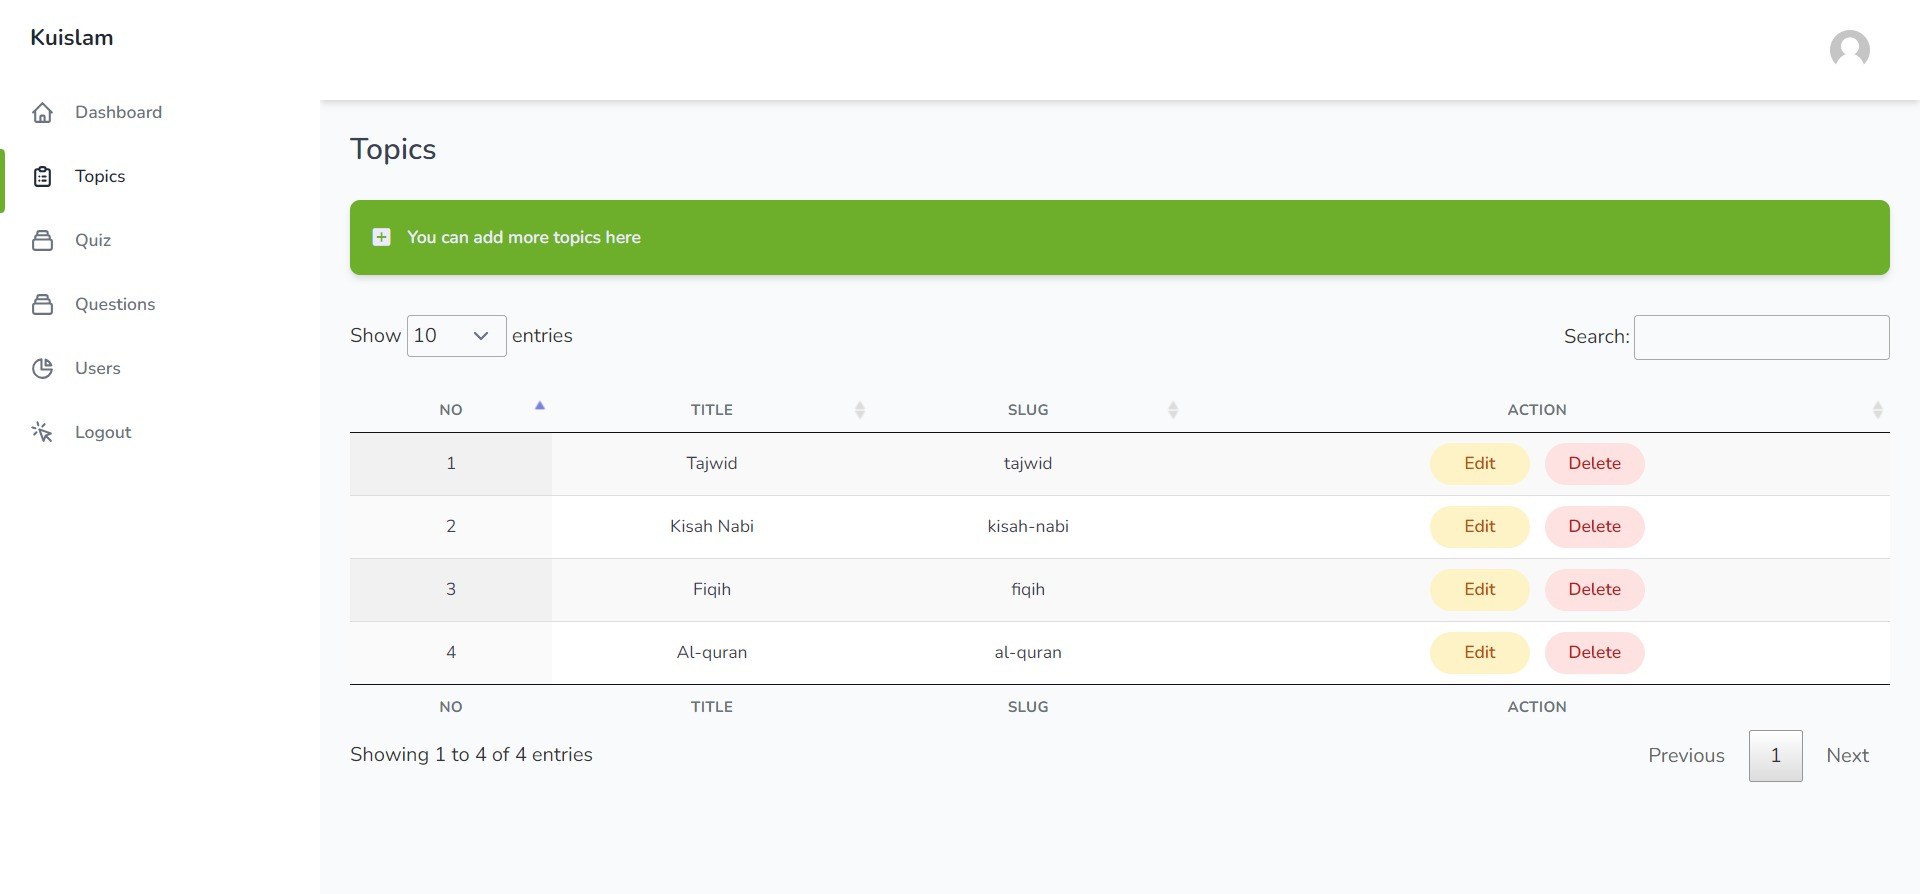 Kuislam
Dashboard
Topics
Quiz
Questions
Users
Logout
Topics
You can add more topics here
Show 10 entries
Search:
NO TITLE SLUG ACTION
1 Tajwid tajwid Edit Delete
2 Kisah Nabi kisah-nabi Edit Delete
3 Fiqih fiqih Edit Delete
4 Al-quran al-quran Edit Delete
NO TITLE SLUG ACTION
Showing 1 to 4 of 4 entries
Previous 1 Next